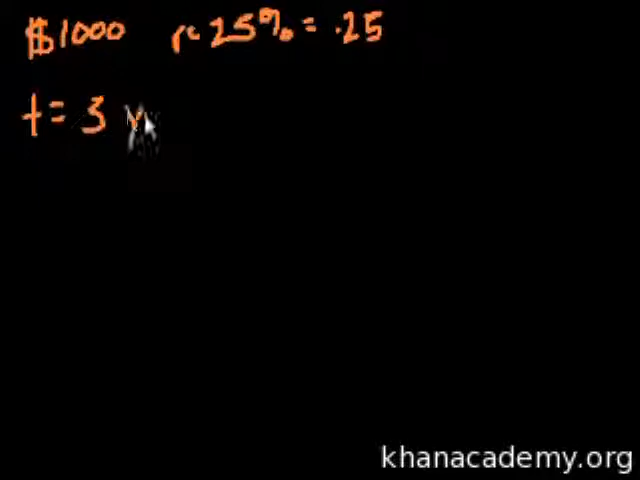 $1000 r= 25% = .25
t= 3
khanacademy.org